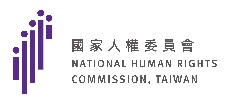 國家人權委員會
NATIONAL HUMAN RIGHTS
COMMISSION, TAIWAN